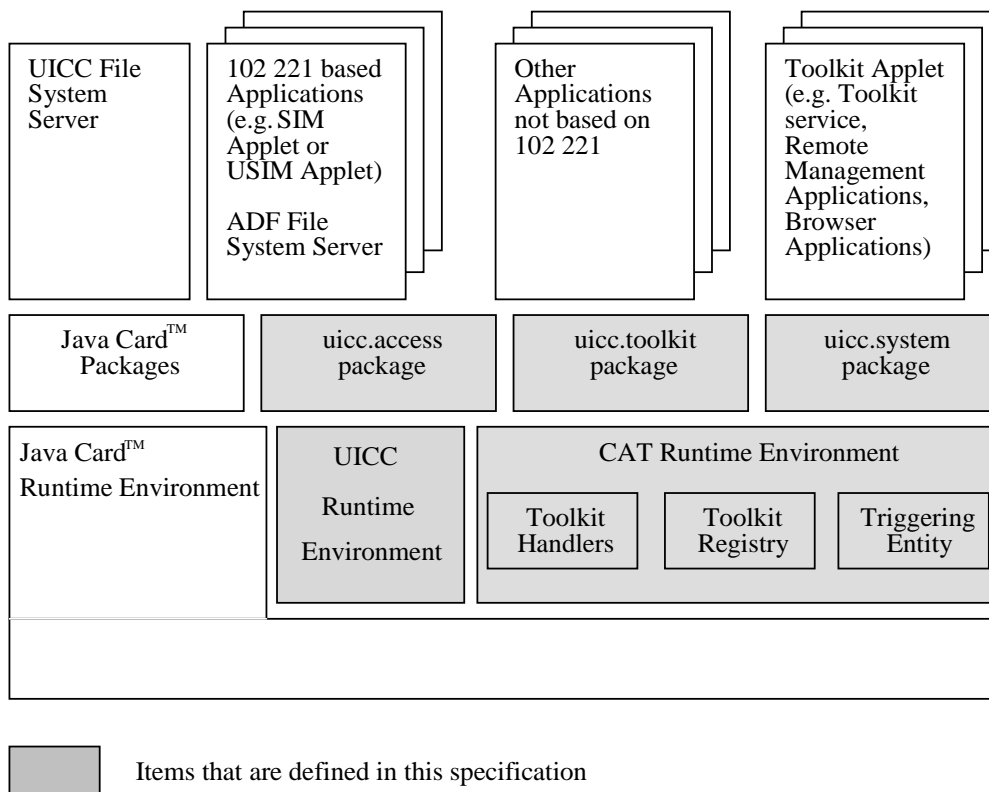 UICC File
System
Server
102 221 based
Applications
(e.g. SIM
Applet or
USIM Applet)
ADF File
System Server
Other
Applications
not based on
102 221
Toolkit Applet
(e.g. Toolkit
service,
Remote
Management
Applications,
Browser
Applications)
Java Card™
Packages
uicc.access
package
uicc.toolkit
package
uicc.system
package
Java Card™
Runtime Environment
UICC
Runtime
Environment
CAT Runtime Environment
Toolkit
Handlers
Toolkit
Registry
Triggering
Entity
Items that are defined in this specification